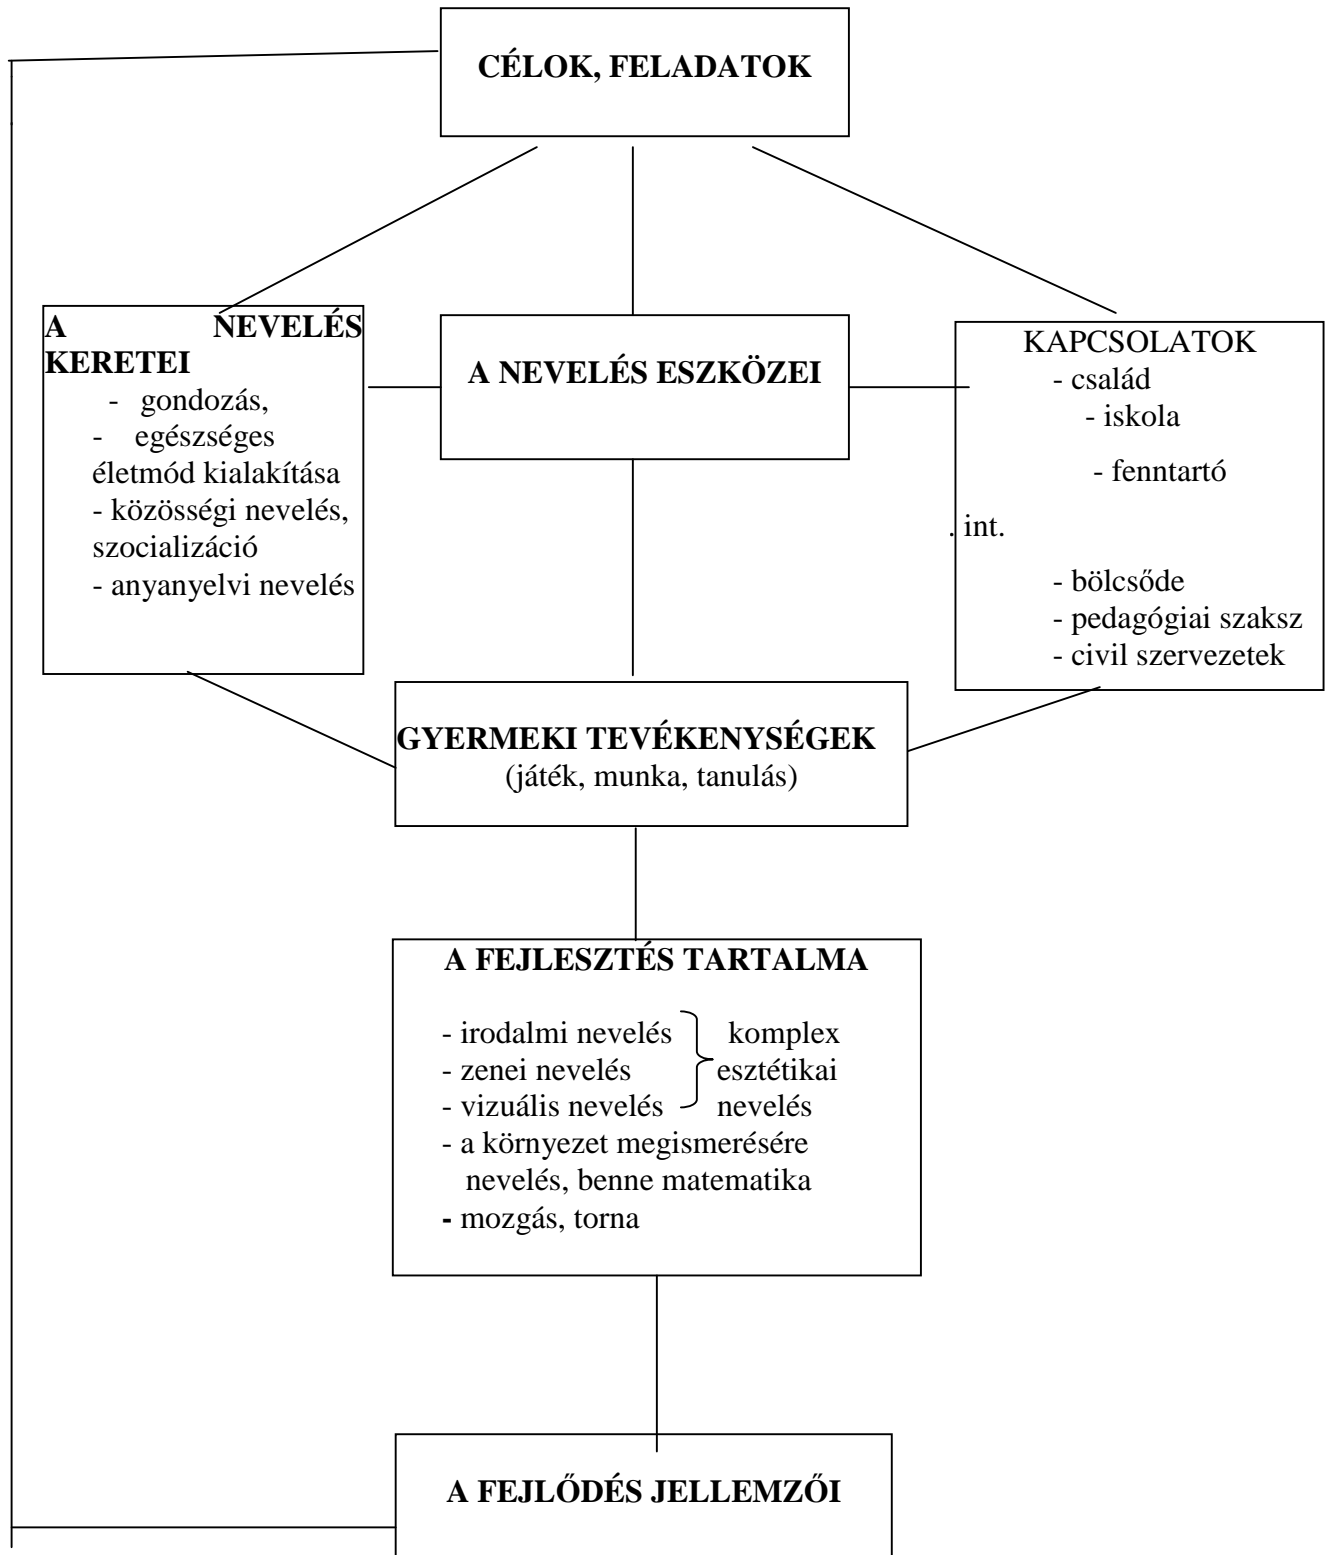 CÉLOK, FELADATOK
A NEVELÉS
KERETEI
- gondozás,
- egészséges
életmód kialakítása
- közösségi nevelés,
szocializáció
- anyanyelvi nevelés
A NEVELÉS ESZKÖZEI
KAPCSOLATOK
- család
- iskola
- fenntartó
. int.
- bölcsőde
- pedagógiai szaksz
- civil szervezetek
GYERMEKI TEVÉKENYSÉGEK
(játék, munka, tanulás)
A FEJLESZTÉS TARTALMA
- irodalmi nevelés komplex
- zenei nevelés esztétikai
- vizuális nevelés nevelés
- a környezet megismerésére
nevelés, benne matematika
- mozgás, torna
A FEJLŐDÉS JELLEMZŐI